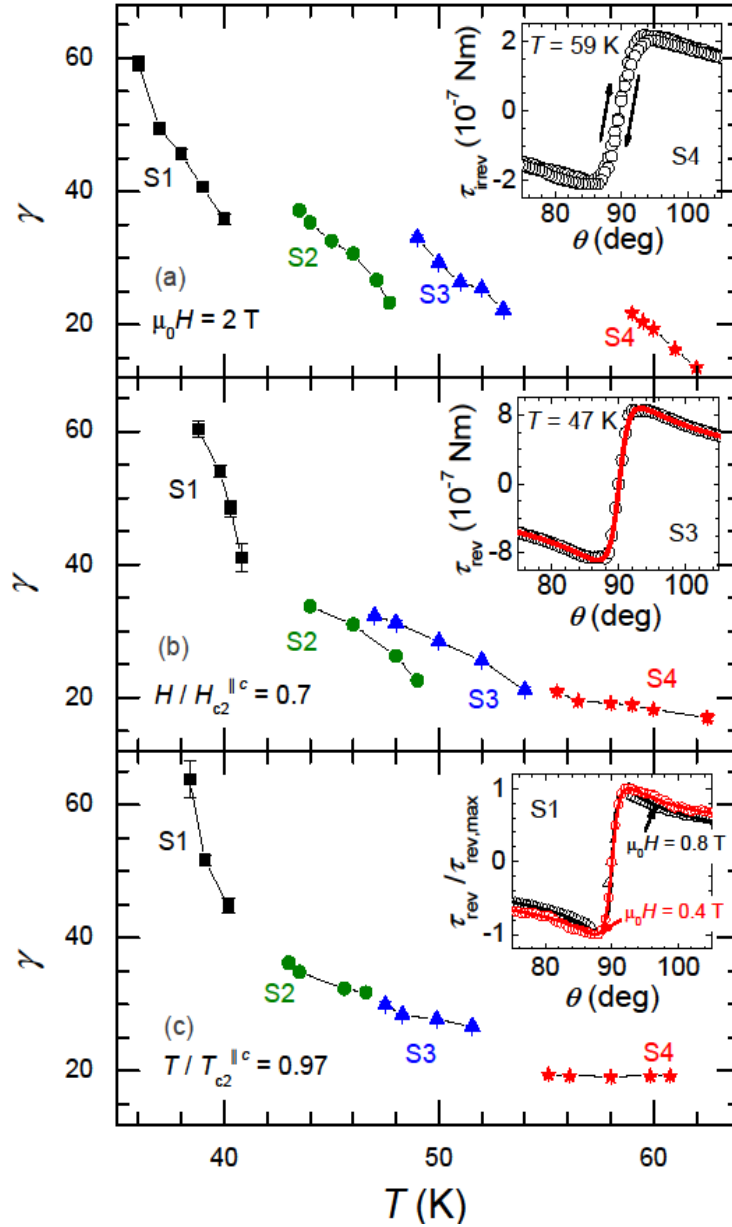 60
40
20
γ
S1
S2
S3
S4
(a)
μ₀H = 2 T
2
0
-2
τirrev (10⁻⁷ Nm)
T = 59 K
S4
80 90 100
θ (deg)
60
40
20
γ
S1
S2
S3
S4
(b)
H / Hc2^||c = 0.7
8
0
-8
τrev (10⁻⁷ Nm)
T = 47 K
S3
80 90 100
θ (deg)
60
40
20
γ
S1
S2
S3
S4
(c)
T / Tc2^||c = 0.97
1
0
-1
τrev / τrev,max
S1
μ₀H = 0.8 T
μ₀H = 0.4 T
80 90 100
θ (deg)
40 50 60
T (K)